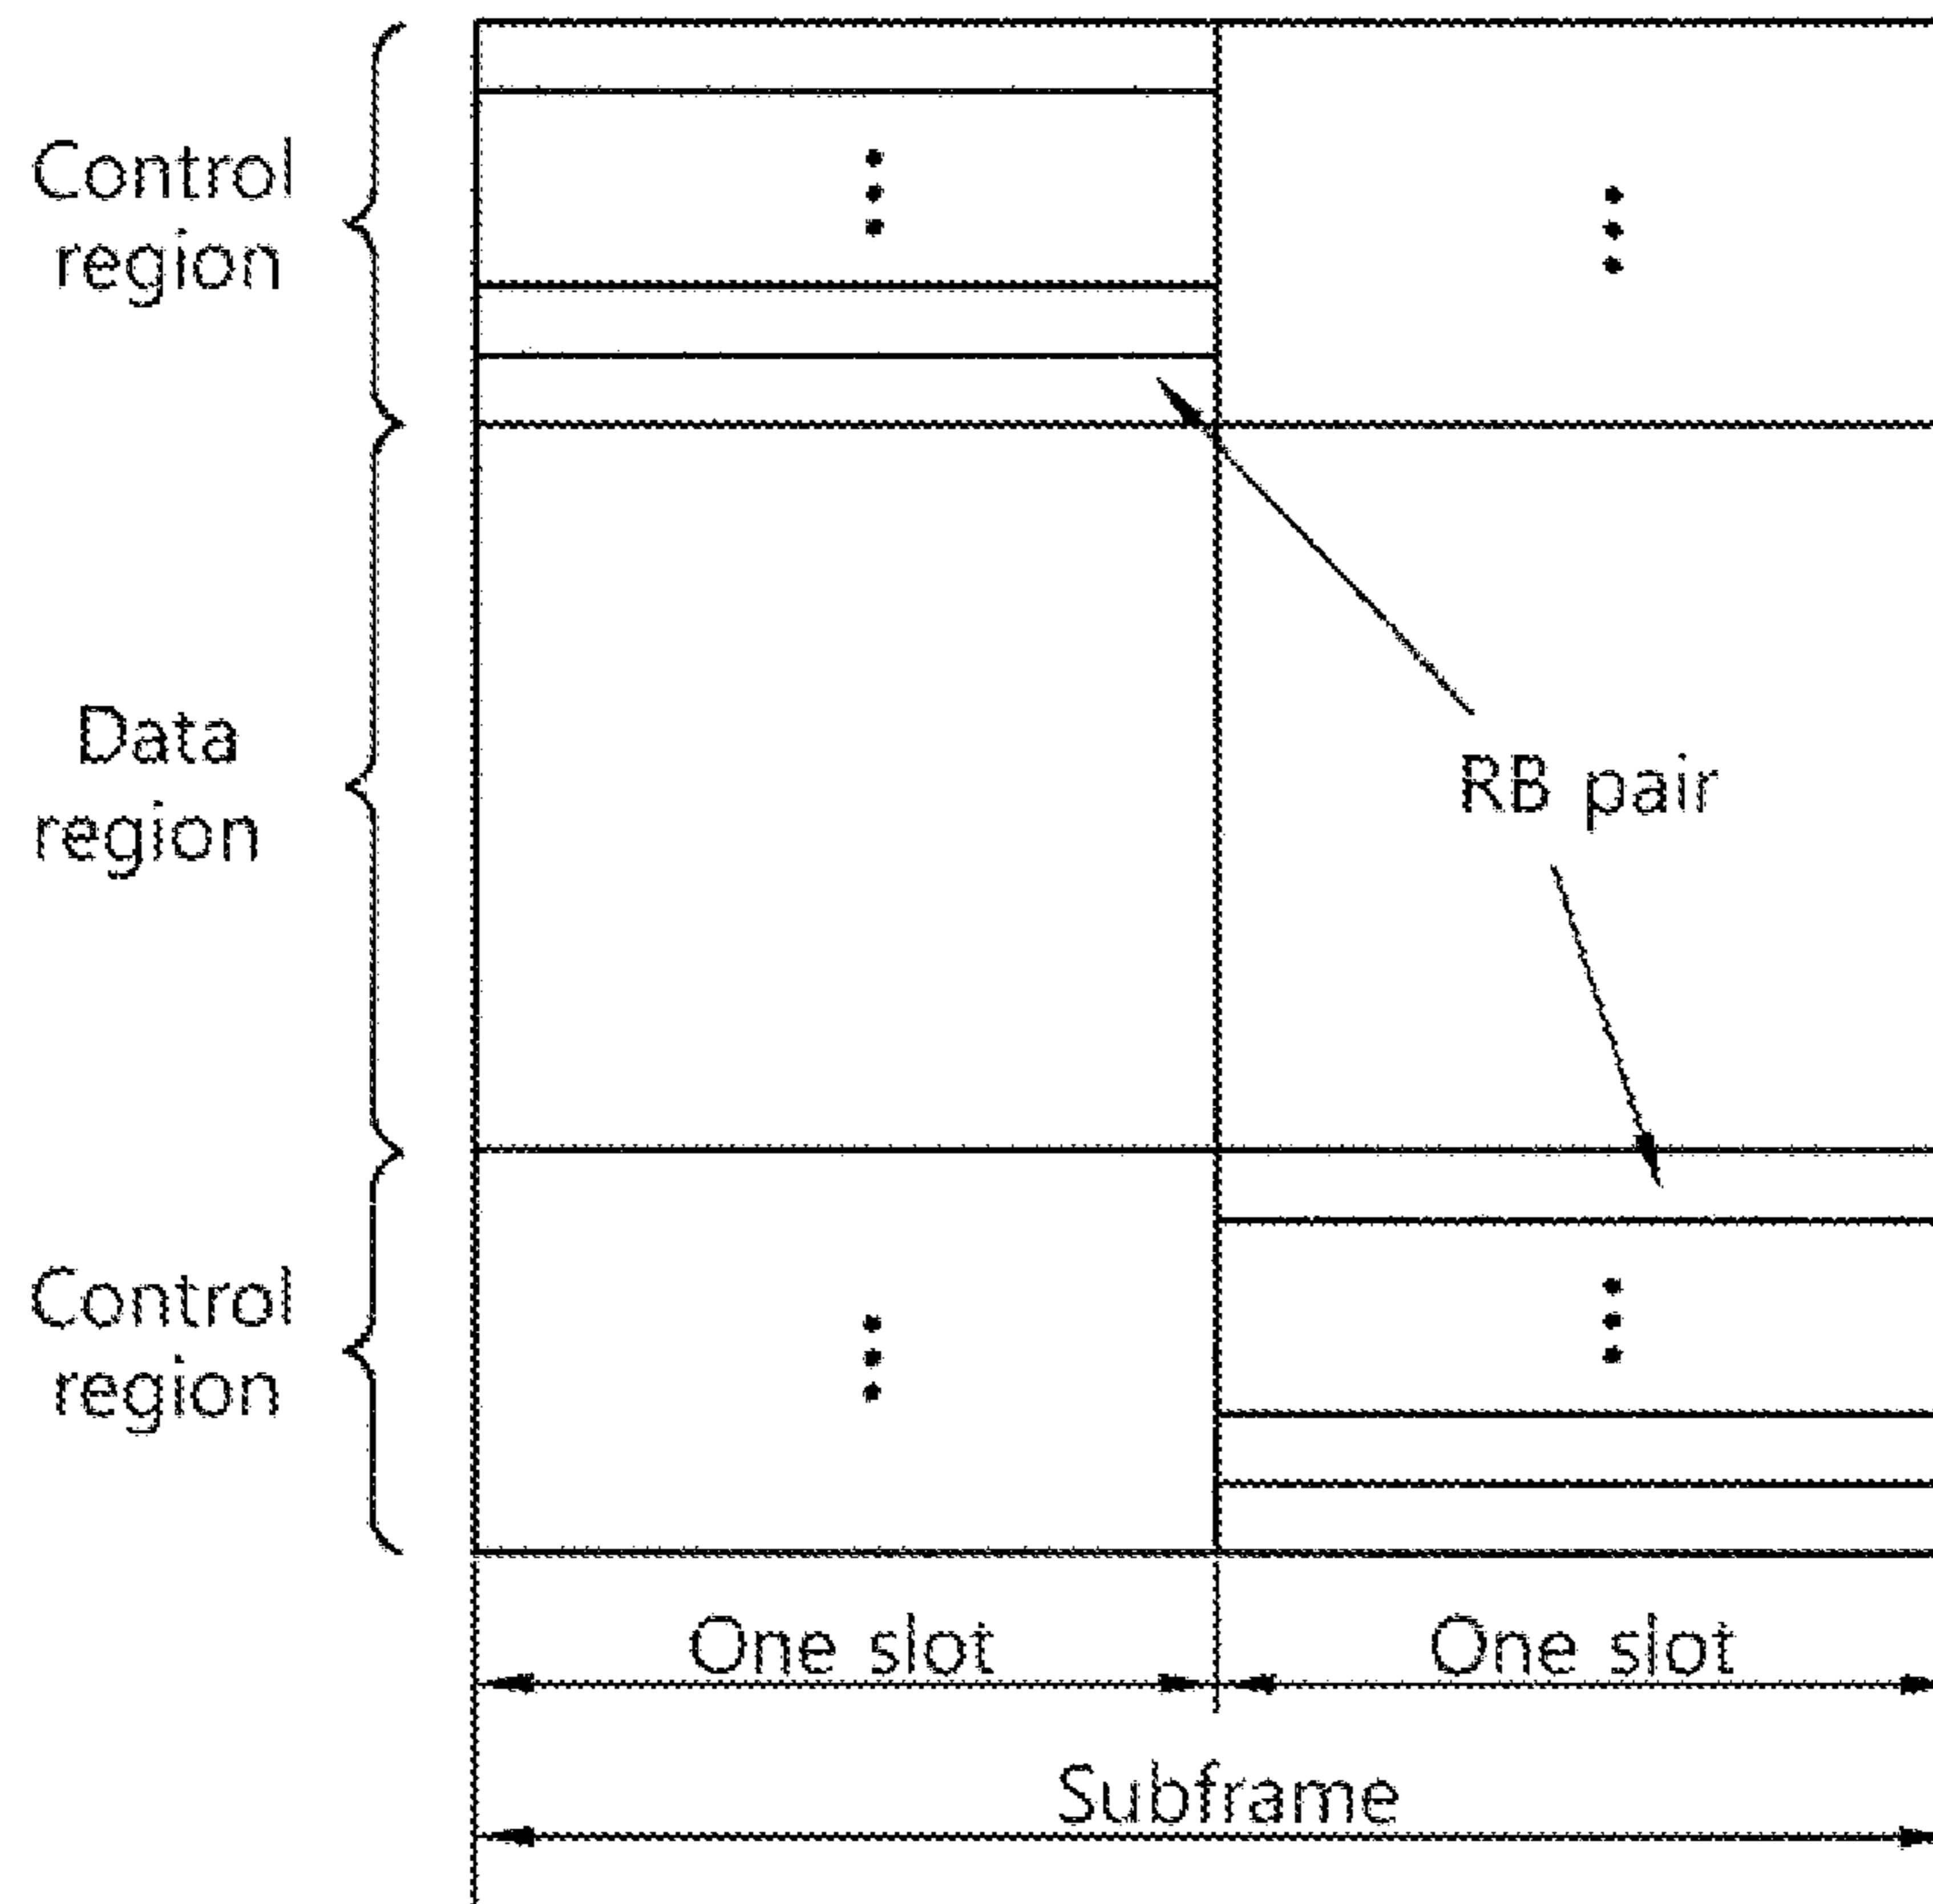 Control
region
Data
region
RB pair
Control
region
One slot
One slot
Subframe